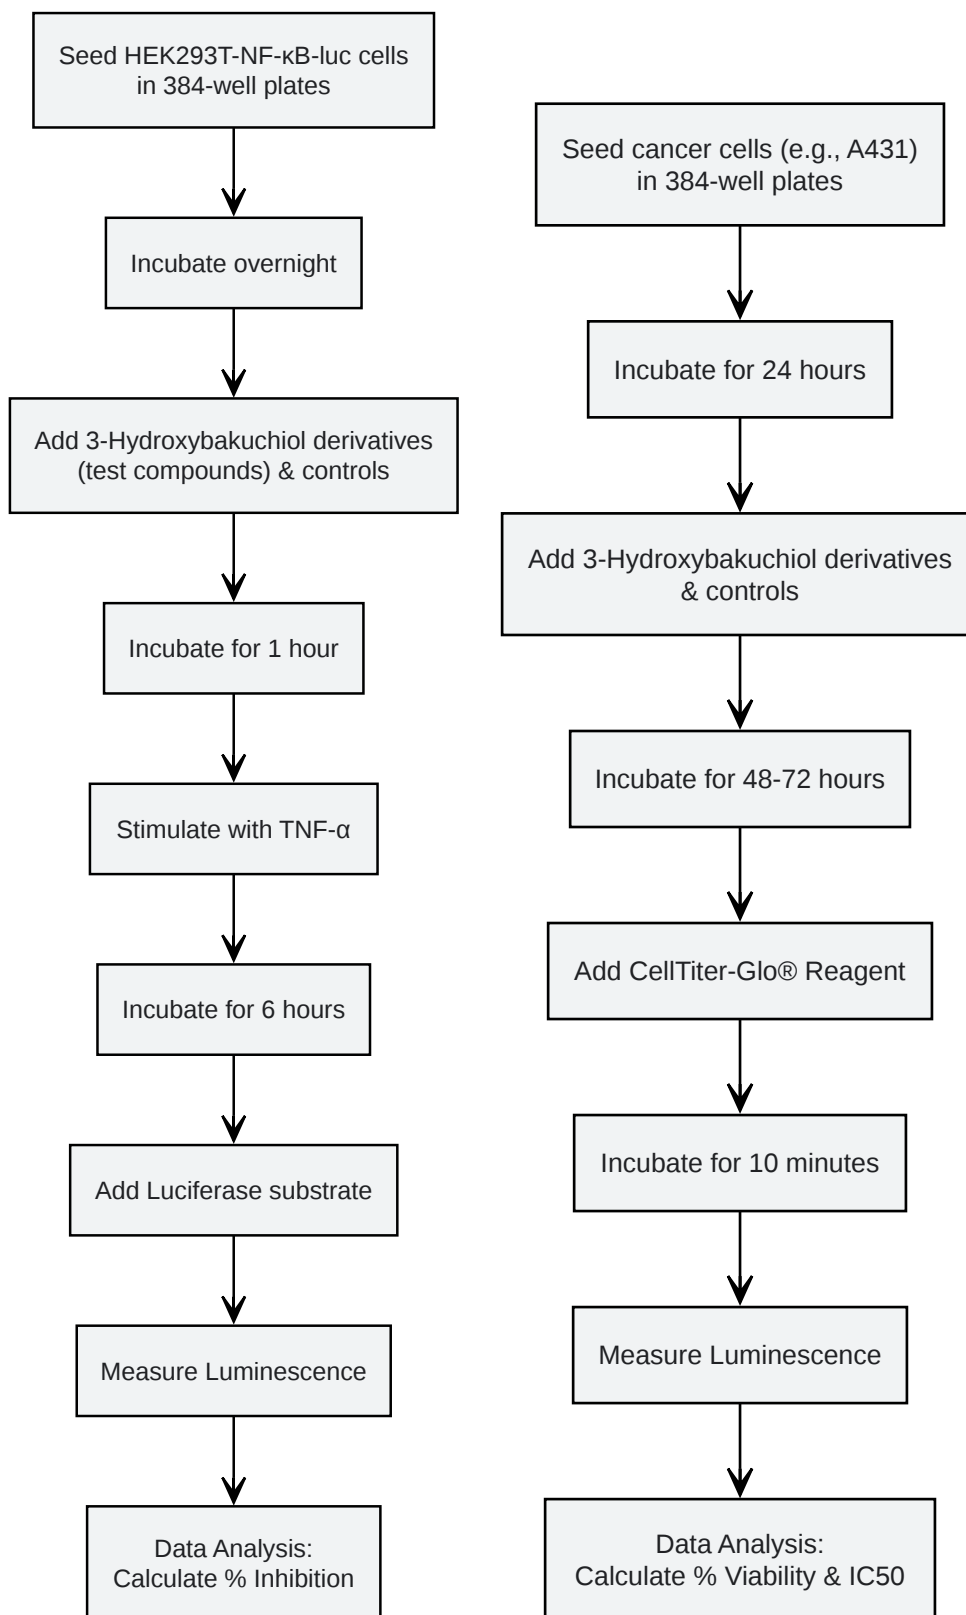 Seed HEK293T-NF-κB-luc cells
in 384-well plates
Incubate overnight
Add 3-Hydroxybakuchiol derivatives
(test compounds) & controls
Incubate for 1 hour
Stimulate with TNF-α
Incubate for 6 hours
Add Luciferase substrate
Measure Luminescence
Data Analysis:
Calculate % Inhibition
Seed cancer cells (e.g., A431)
in 384-well plates
Incubate for 24 hours
Add 3-Hydroxybakuchiol derivatives
& controls
Incubate for 48-72 hours
Add CellTiter-Glo® Reagent
Incubate for 10 minutes
Measure Luminescence
Data Analysis:
Calculate % Viability & IC50